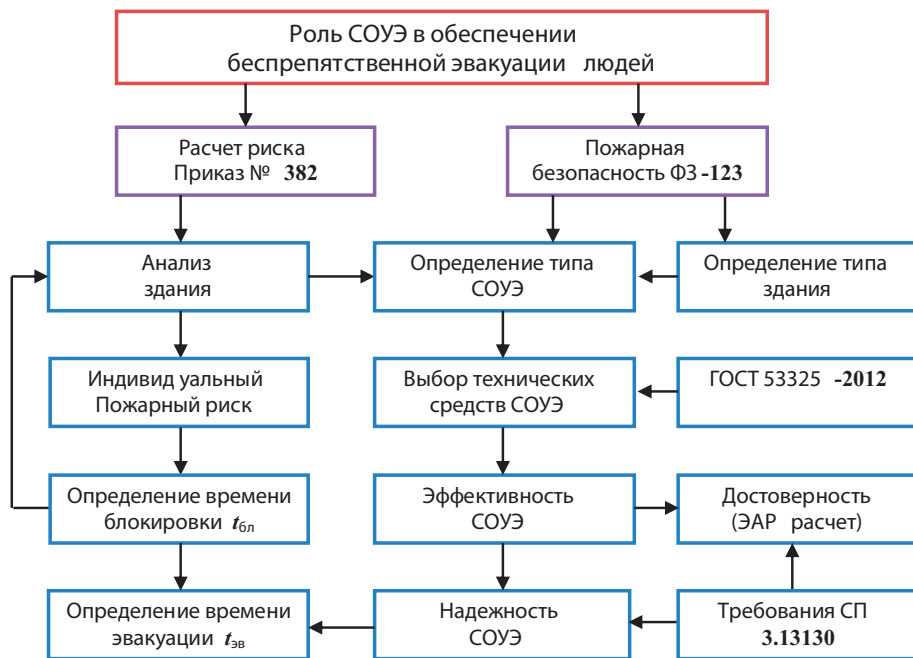 Роль СОУЭ в обеспечении
беспрепятственной эвакуации людей
Расчет риска
Приказ № 382
Пожарная
безопасность ФЗ -123
Анализ
здания
Определение типа
СОУЭ
Определение типа
здания
Индивид уальный
Пожарный риск
Выбор технических
средств СОУЭ
ГОСТ 53325 -2012
Определение времени
блокировки tбл
Эффективность
СОУЭ
Достоверность
(ЭАР расчет)
Определение времени
эвакуации tэв
Надежность
СОУЭ
Требования СП
3.13130